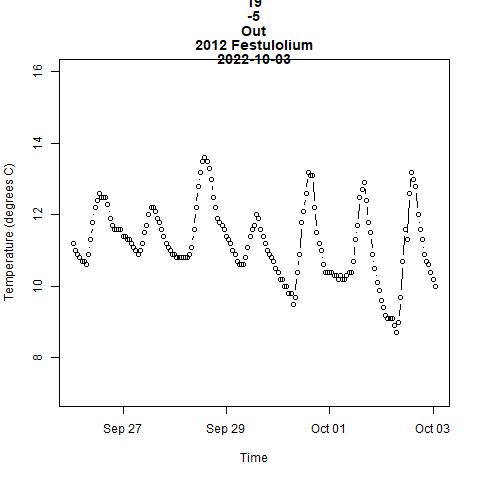 19
-5
Out
2012 Festulolium
2022-10-03
16
14
12
10
8
Temperature (degrees C)
Sep 27
Sep 29
Oct 01
Oct 03
Time